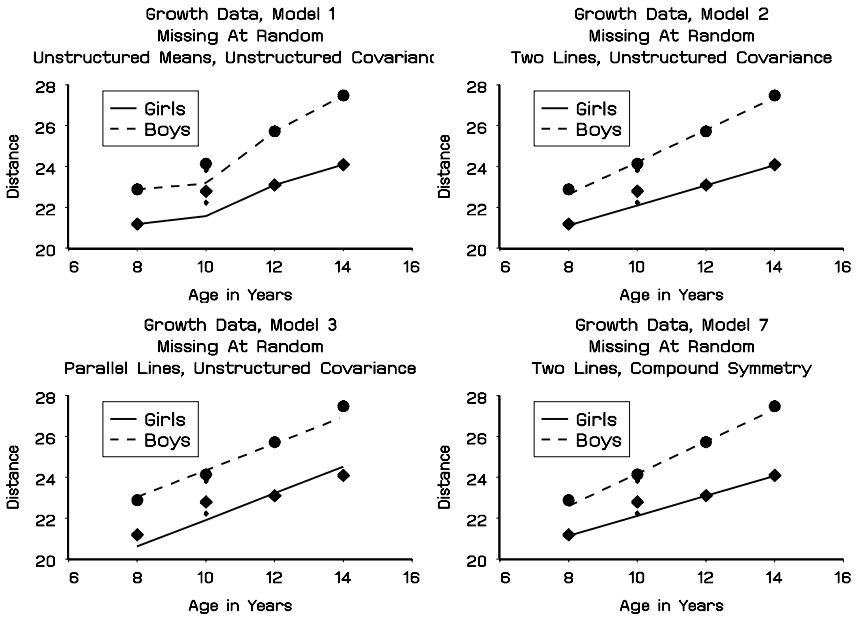 Growth Data, Model 1
Missing At Random
Unstructured Means, Unstructured Covarianc
28
26
24
22
20
Distance
Girls
Boys
6 8 10 12 14 16
Age in Years
Growth Data, Model 2
Missing At Random
Two Lines, Unstructured Covariance
28
26
24
22
20
Distance
Girls
Boys
6 8 10 12 14 16
Age in Years
Growth Data, Model 3
Missing At Random
Parallel Lines, Unstructured Covariance
28
26
24
22
20
Distance
Girls
Boys
6 8 10 12 14 16
Age in Years
Growth Data, Model 7
Missing At Random
Two Lines, Compound Symmetry
28
26
24
22
20
Distance
Girls
Boys
6 8 10 12 14 16
Age in Years